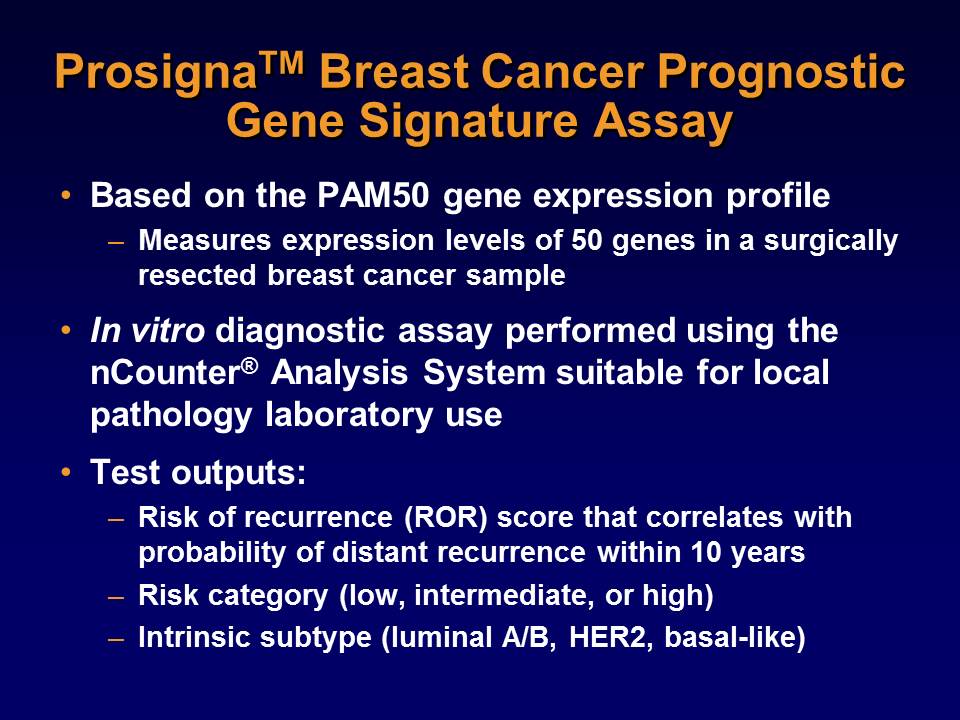 Prosigna™ Breast Cancer Prognostic
Gene Signature Assay
• Based on the PAM50 gene expression profile
– Measures expression levels of 50 genes in a surgically
resected breast cancer sample
• In vitro diagnostic assay performed using the
nCounter® Analysis System suitable for local
pathology laboratory use
• Test outputs:
– Risk of recurrence (ROR) score that correlates with
probability of distant recurrence within 10 years
– Risk category (low, intermediate, or high)
– Intrinsic subtype (luminal A/B, HER2, basal-like)